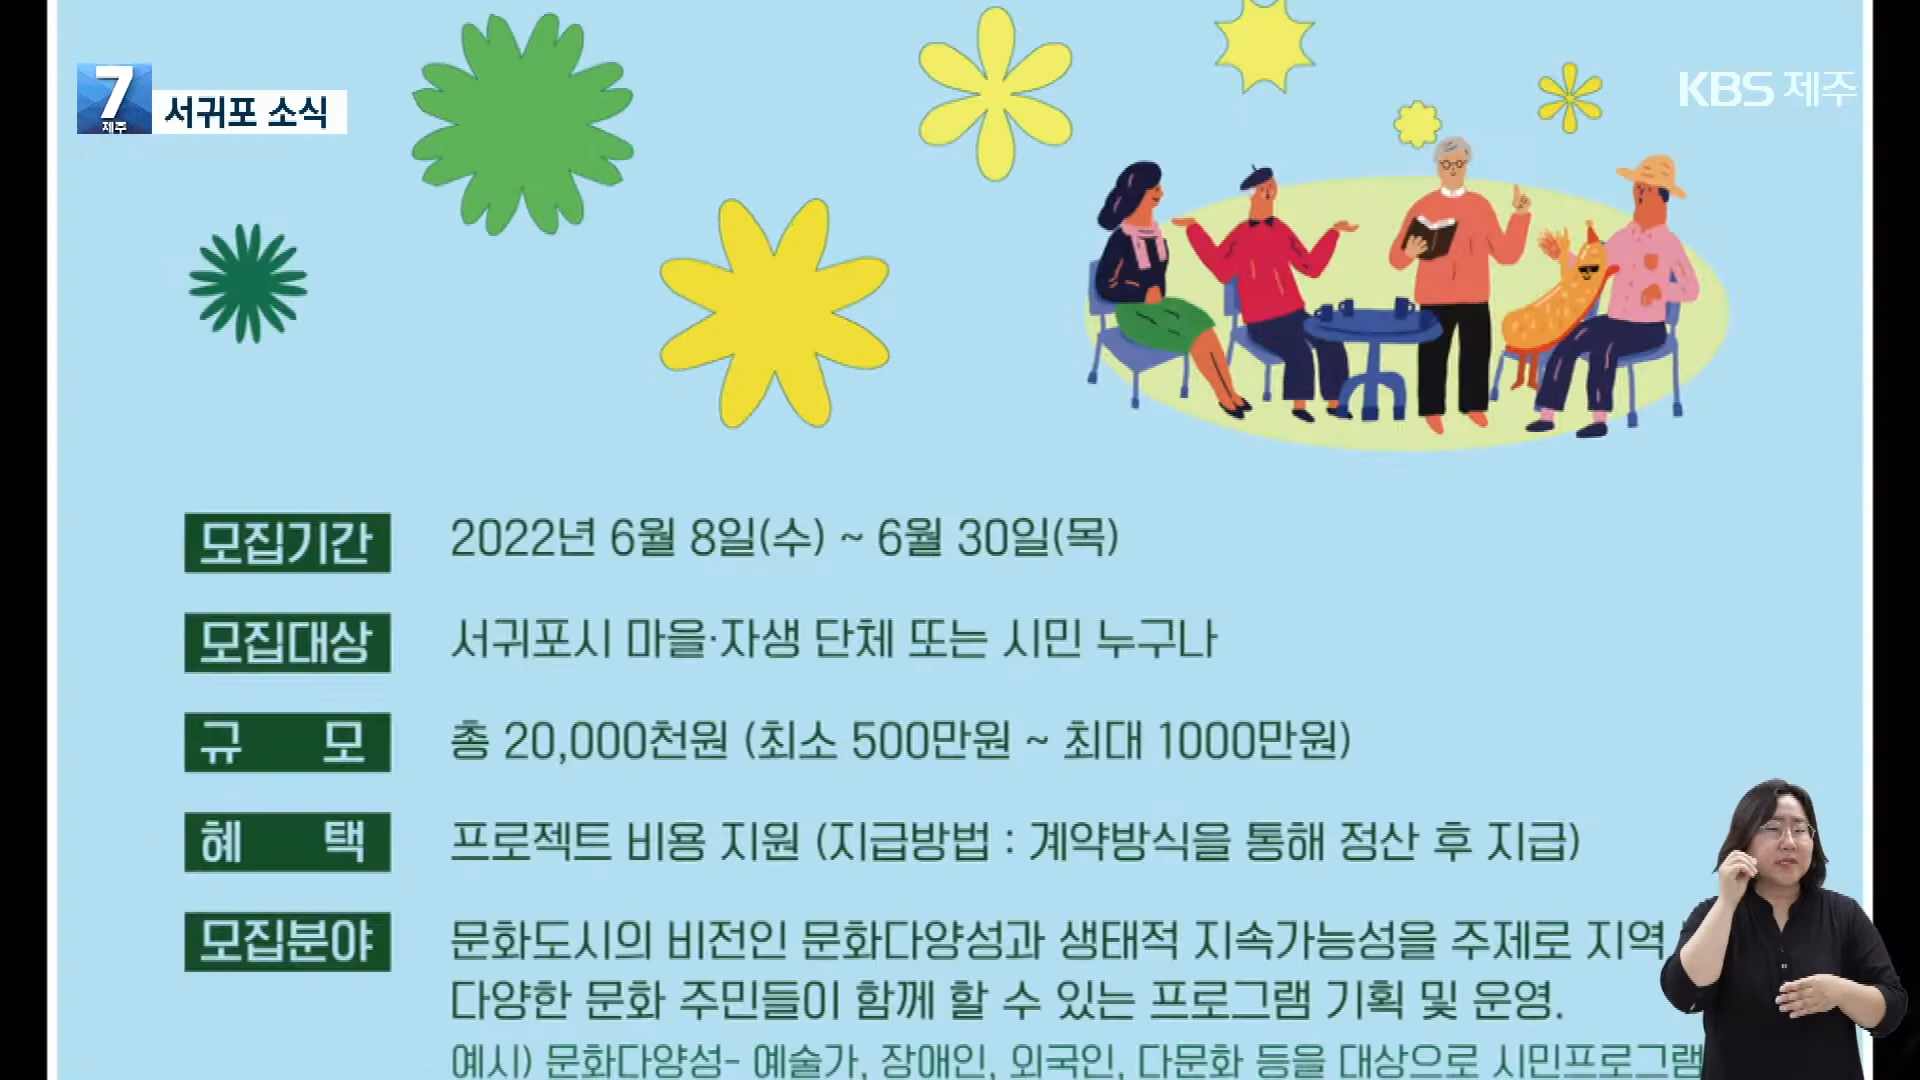 7
제주
서귀포 소식
KBS 제주
모집기간 2022년 6월 8일(수) ~ 6월 30일(목)
모집대상 서귀포시 마을·자생 단체 또는 시민 누구나
규 모 총 20,000천원 (최소 500만원 ~ 최대 1000만원)
혜 택 프로젝트 비용 지원 (지급방법 : 계약방식을 통해 정산 후 지급)
모집분야 문화도시의 비전인 문화다양성과 생태적 지속가능성을 주제로 지역
다양한 문화 주민들이 함께 할 수 있는 프로그램 기획 및 운영.
예시) 문화다양성- 예술가, 장애인, 외국인, 다문화 등을 대상으로 시민프로그램